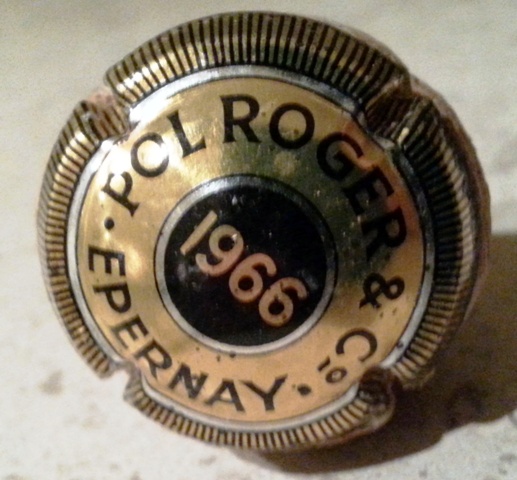 POL ROGER & Cº
EPERNAY
1966